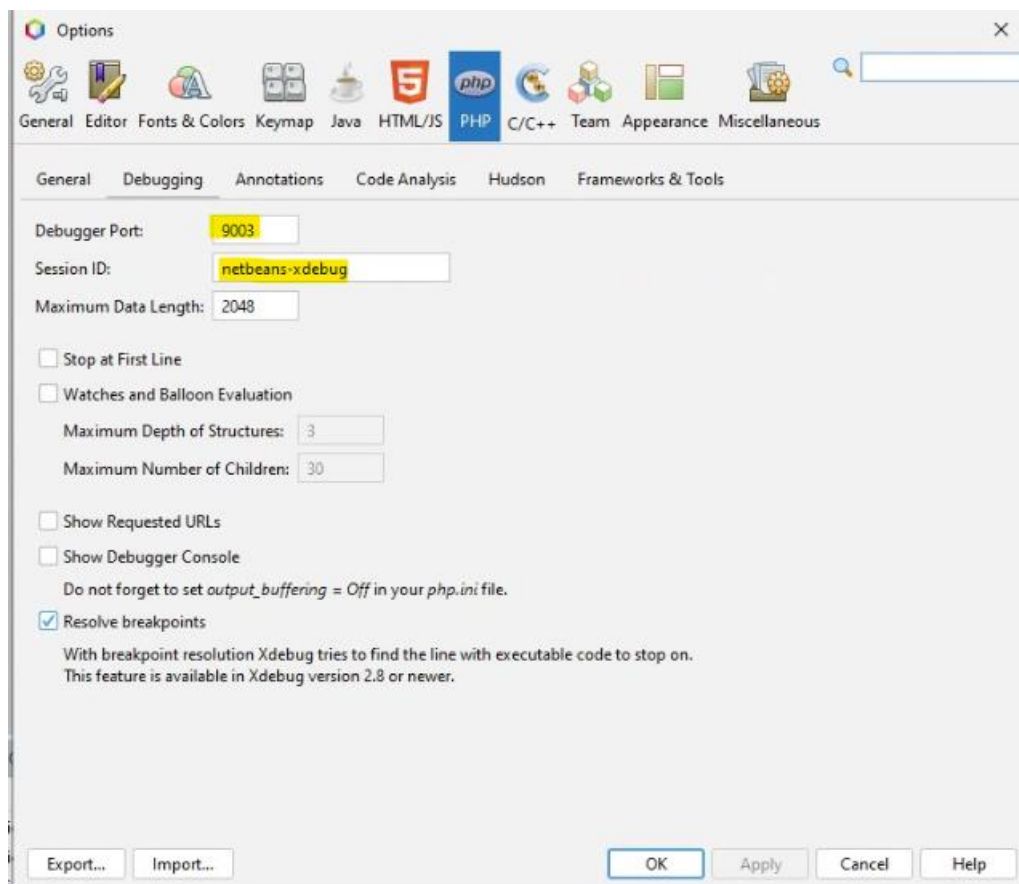 Options
General Editor Fonts & Colors Keymap Java HTML/JS PHP C/C++ Team Appearance Miscellaneous
General Debugging Annotations Code Analysis Hudson Frameworks & Tools
Debugger Port: 9003
Session ID: netbeans-xdebug
Maximum Data Length: 2048
Stop at First Line
Watches and Balloon Evaluation
Maximum Depth of Structures: 3
Maximum Number of Children: 30
Show Requested URLs
Show Debugger Console
Do not forget to set output_buffering = Off in your php.ini file.
Resolve breakpoints
With breakpoint resolution Xdebug tries to find the line with executable code to stop on.
This feature is available in Xdebug version 2.8 or newer.
Export... Import... OK Apply Cancel Help